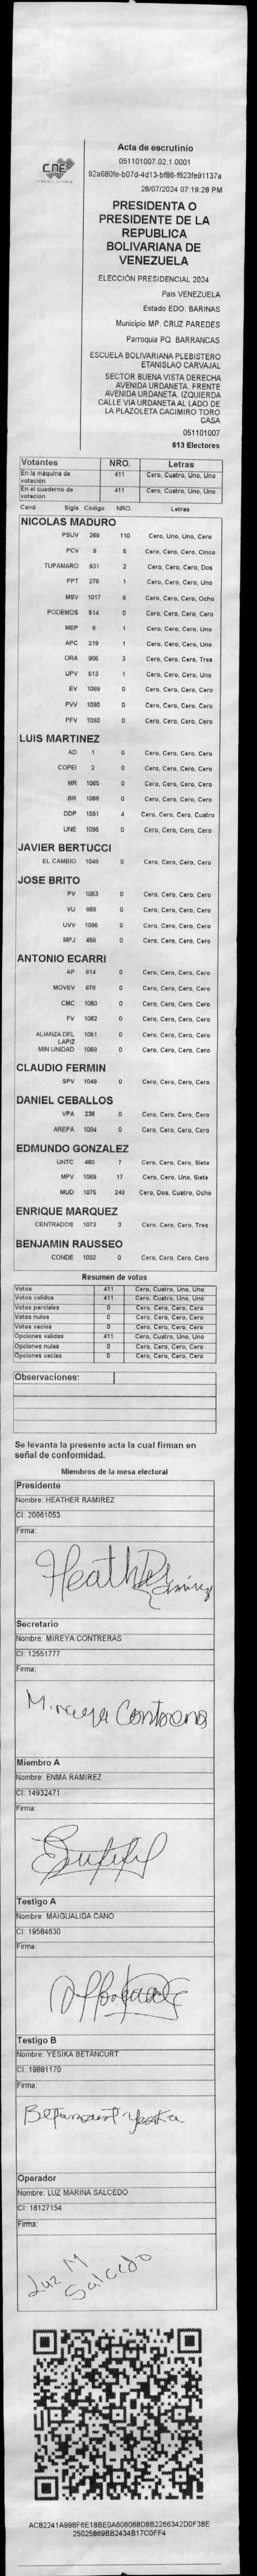 CNE
Acta de escrutinio
051101007.02.1.0001
92a680fe-b07d-4d13-bf86-f623fe91137a
28/07/2024 07:19:28 PM
PRESIDENTA O
PRESIDENTE DE LA
REPUBLICA
BOLIVARIANA DE
VENEZUELA
ELECCIÓN PRESIDENCIAL 2024
Pais VENEZUELA
Estado EDO. BARINAS
Municipio MP. CRUZ PAREDES
Parroquia PQ. BARRANCAS
ESCUELA BOLIVARIANA PLEBISTERO
ETANISLAO CARVAJAL
SECTOR BUENA VISTA DERECHA
AVENIDA URDANETA. FRENTE
AVENIDA URDANETA. IZQUIERDA
CALLE VIA URDANETA AL LADO DE
LA PLAZOLETA CACIMIRO TORO
CASA
051101007
613 Electores
Votantes NRO. Letras
En la máquina de votación 411 Cero, Cuatro, Uno, Uno
En el cuaderno de votacion 411 Cero, Cuatro, Uno, Uno
Cand. Sigla Código NRO. Letras
NICOLAS MADURO
PSUV 269 110 Cero, Uno, Uno, Cero
PCV 9 5 Cero, Cero, Cero, Cinco
TUPAMARO 931 2 Cero, Cero, Cero, Dos
PPT 276 1 Cero, Cero, Cero, Uno
MSV 1017 8 Cero, Cero, Cero, Ocho
PODEMOS 514 0 Cero, Cero, Cero, Cero
MEP 6 1 Cero, Cero, Cero, Uno
APC 219 1 Cero, Cero, Cero, Uno
ORA 906 3 Cero, Cero, Cero, Tres
UPV 513 1 Cero, Cero, Cero, Uno
EV 1089 0 Cero, Cero, Cero, Cero
PVV 1090 0 Cero, Cero, Cero, Cero
PFV 1093 0 Cero, Cero, Cero, Cero
LUIS MARTINEZ
AD 1 0 Cero, Cero, Cero, Cero
COPEI 2 0 Cero, Cero, Cero, Cero
MR 1065 0 Cero, Cero, Cero, Cero
BR 1066 0 Cero, Cero, Cero, Cero
DDP 1091 4 Cero, Cero, Cero, Cuatro
UNE 1095 0 Cero, Cero, Cero, Cero
JAVIER BERTUCCI
EL CAMBIO 1048 0 Cero, Cero, Cero, Cero
JOSE BRITO
PV 1053 0 Cero, Cero, Cero, Cero
VU 868 0 Cero, Cero, Cero, Cero
UVV 1096 0 Cero, Cero, Cero, Cero
MPJ 459 0 Cero, Cero, Cero, Cero
ANTONIO ECARRI
AP 814 0 Cero, Cero, Cero, Cero
MOVEV 878 0 Cero, Cero, Cero, Cero
CMC 1050 0 Cero, Cero, Cero, Cero
FV 1062 0 Cero, Cero, Cero, Cero
ALIANZA DEL LAPIZ 1051 0 Cero, Cero, Cero, Cero
MIN UNIDAD 1069 0 Cero, Cero, Cero, Cero
CLAUDIO FERMIN
SPV 1049 0 Cero, Cero, Cero, Cero
DANIEL CEBALLOS
VPA 236 0 Cero, Cero, Cero, Cero
AREPA 1094 0 Cero, Cero, Cero, Cero
EDMUNDO GONZALEZ
UNTC 460 7 Cero, Cero, Cero, Siete
MPV 1069 17 Cero, Cero, Uno, Siete
MUD 1075 248 Cero, Dos, Cuatro, Ocho
ENRIQUE MARQUEZ
CENTRADOS 1073 3 Cero, Cero, Cero, Tres
BENJAMIN RAUSSEO
CONDE 1092 0 Cero, Cero, Cero, Cero
Resumen de votos
Votos 411 Cero, Cuatro, Uno, Uno
Votos validos 411 Cero, Cuatro, Uno, Uno
Votos parciales 0 Cero, Cero, Cero, Cero
Votos nulos 0 Cero, Cero, Cero, Cero
Votos vacios 0 Cero, Cero, Cero, Cero
Opciones validas 411 Cero, Cuatro, Uno, Uno
Opciones nulas 0 Cero, Cero, Cero, Cero
Opciones vacias 0 Cero, Cero, Cero, Cero
Observaciones:
Se levanta la presente acta la cual firman en
señal de conformidad.
Miembros de la mesa electoral
Presidente
Nombre: HEATHER RAMIREZ
CI: 20961053
Firma:
Heather Ramirez
Secretario
Nombre: MIREYA CONTRERAS
CI: 12551777
Firma:
Mireya Contreras
Miembro A
Nombre: ENMA RAMIREZ
CI: 14932471
Firma:
Testigo A
Nombre: MAIGUALIDA CANO
CI: 19584630
Firma:
Testigo B
Nombre: YESIKA BETANCURT
CI: 19881170
Firma:
Betancourt Yesika
Operador
Nombre: LUZ MARINA SALCEDO
CI: 16127154
Firma:
Luz M
Salcedo
AC82241A998F6E18BE0A606068D8B2266342D0F38E
25025869BB2434B17C0FF4